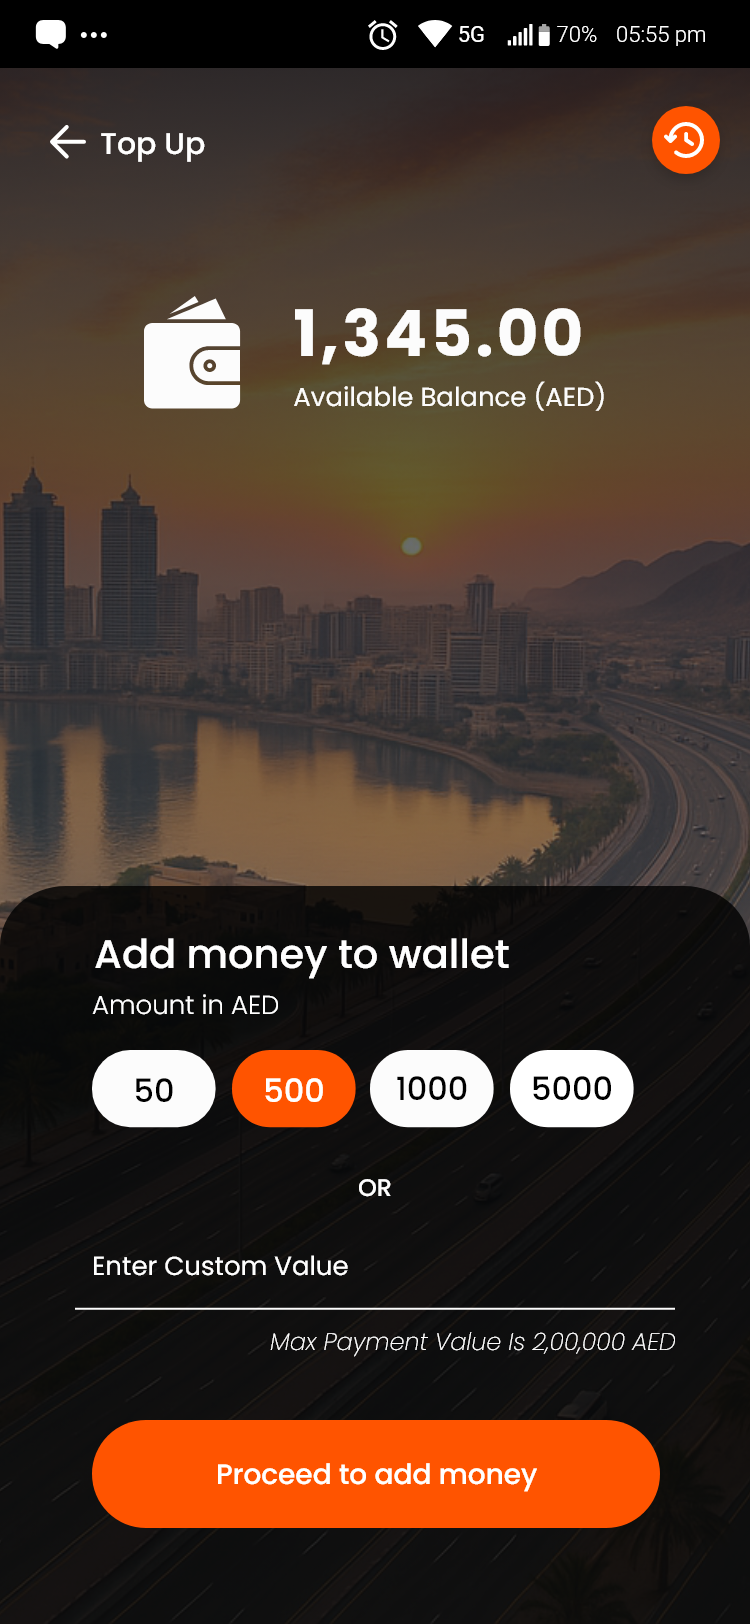 5G 70% 05:55 pm
Top Up
1,345.00
Available Balance (AED)
Add money to wallet
Amount in AED
50 500 1000 5000
OR
Enter Custom Value
Max Payment Value Is 2,00,000 AED
Proceed to add money